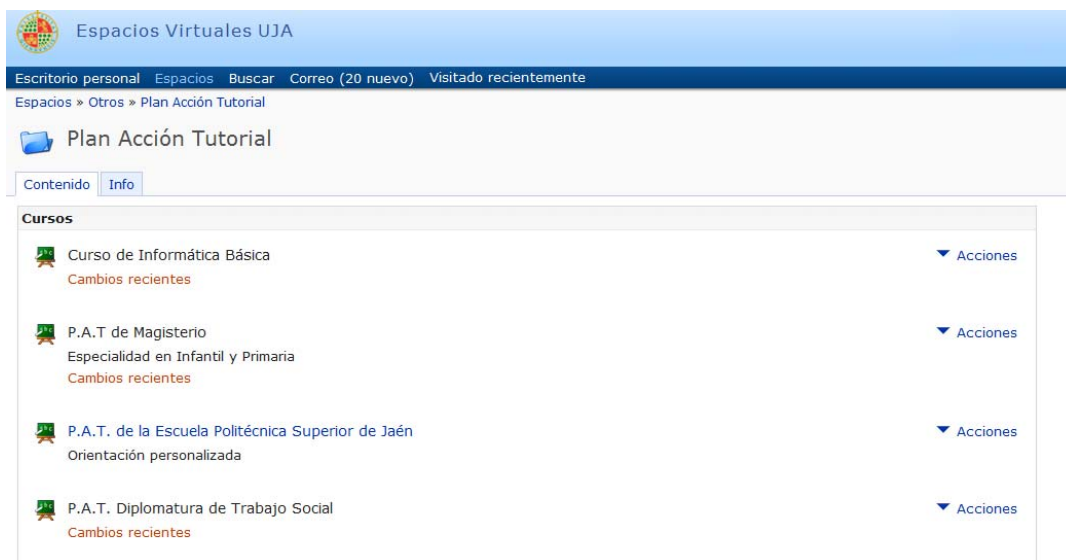 Espacios Virtuales UJA
Escritorio personal Espacios Buscar Correo (20 nuevo) Visitado recientemente
Espacios » Otros » Plan Acción Tutorial
Plan Acción Tutorial
Contenido Info
Cursos
Curso de Informática Básica Acciones
Cambios recientes
P.A.T de Magisterio Acciones
Especialidad en Infantil y Primaria
Cambios recientes
P.A.T. de la Escuela Politécnica Superior de Jaén Acciones
Orientación personalizada
P.A.T. Diplomatura de Trabajo Social Acciones
Cambios recientes